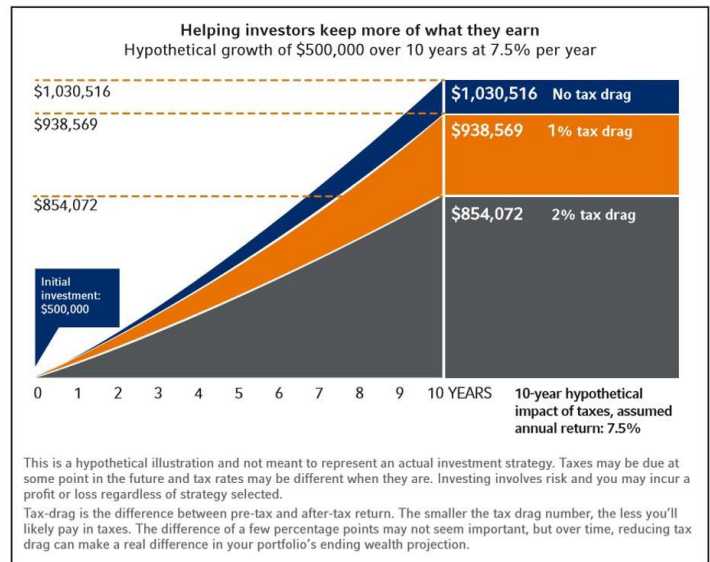 Helping investors keep more of what they earn
Hypothetical growth of $500,000 over 10 years at 7.5% per year
$1,030,516
$1,030,516 No tax drag
$938,569
$938,569 1% tax drag
$854,072
$854,072 2% tax drag
Initial
investment:
$500,000
0 1 2 3 4 5 6 7 8 9 10 YEARS
10-year hypothetical
impact of taxes, assumed
annual return: 7.5%
This is a hypothetical illustration and not meant to represent an actual investment strategy. Taxes may be due at
some point in the future and tax rates may be different when they are. Investing involves risk and you may incur a
profit or loss regardless of strategy selected.
Tax-drag is the difference between pre-tax and after-tax return. The smaller the tax drag number, the less you'll
likely pay in taxes. The difference of a few percentage points may not seem important, but over time, reducing tax
drag can make a real difference in your portfolio's ending wealth projection.